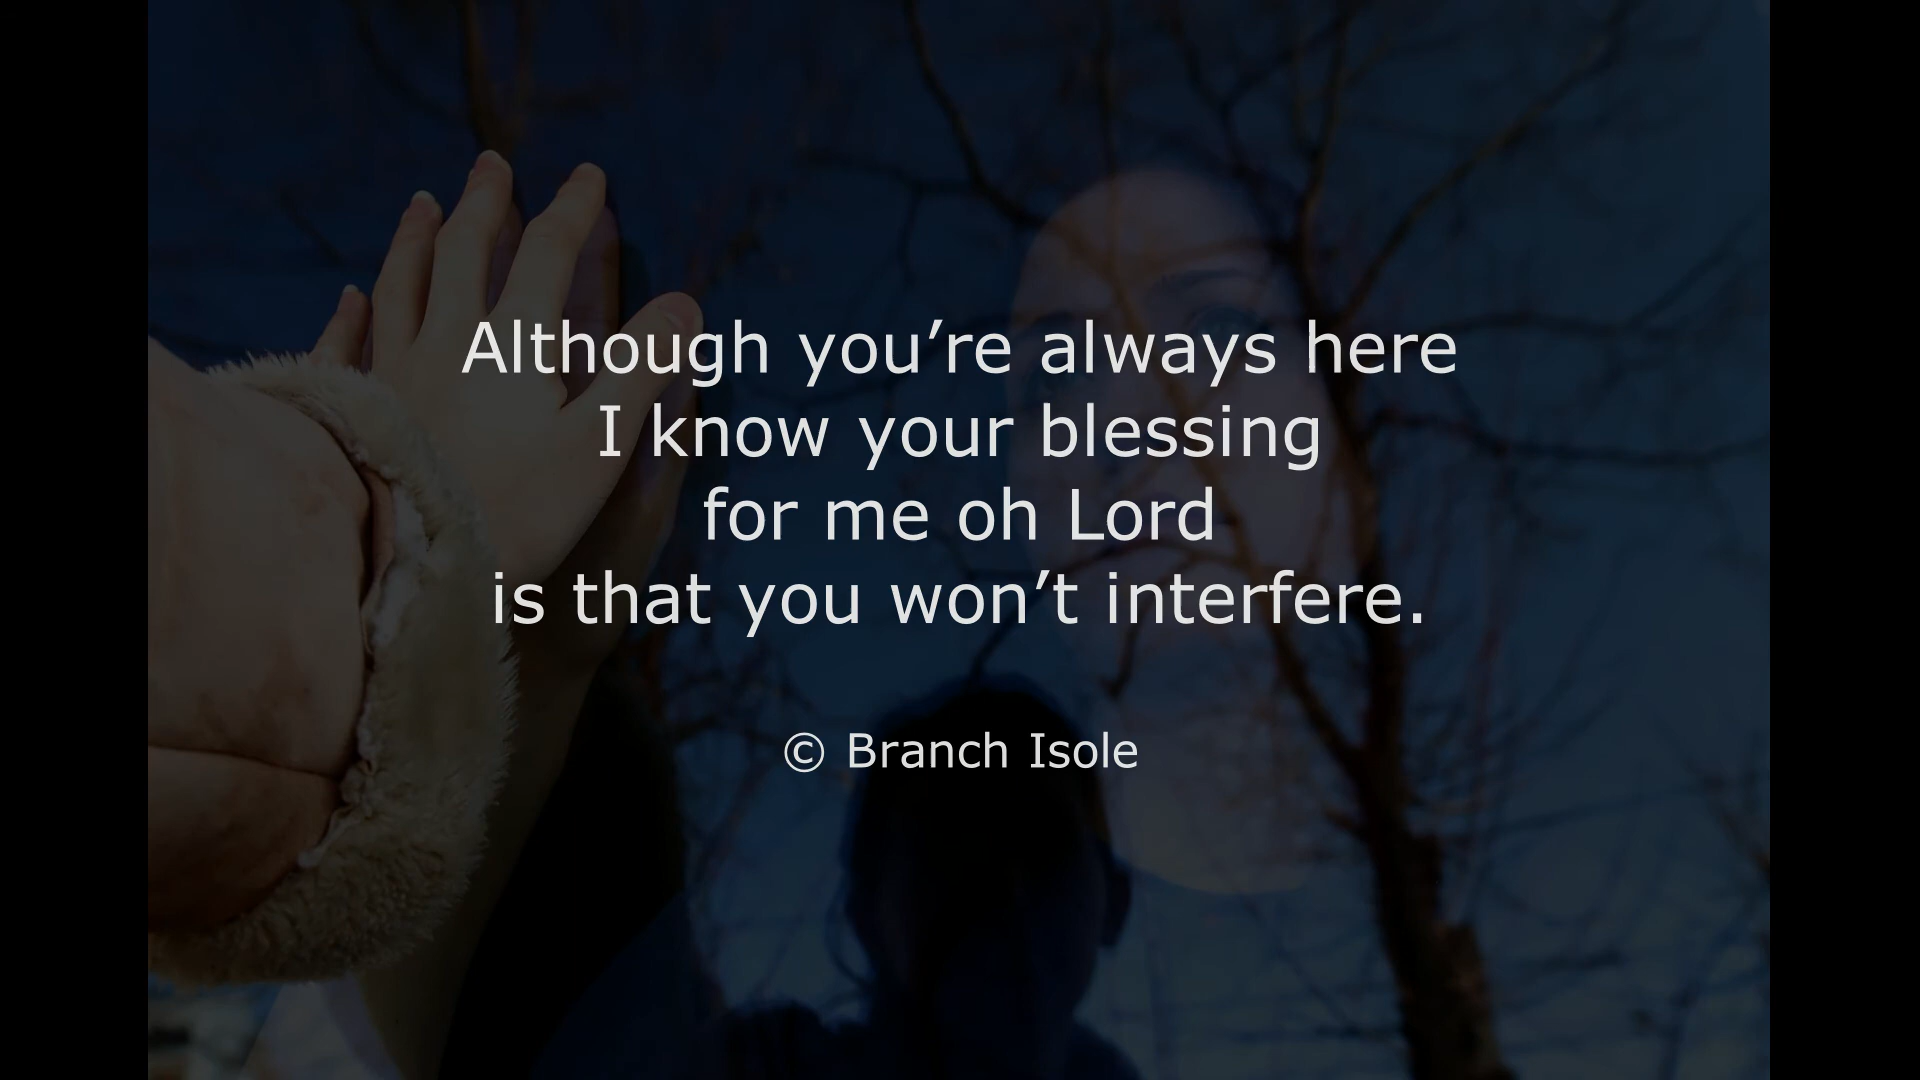 Although you’re always here
I know your blessing
for me oh Lord
is that you won’t interfere.
© Branch Isole